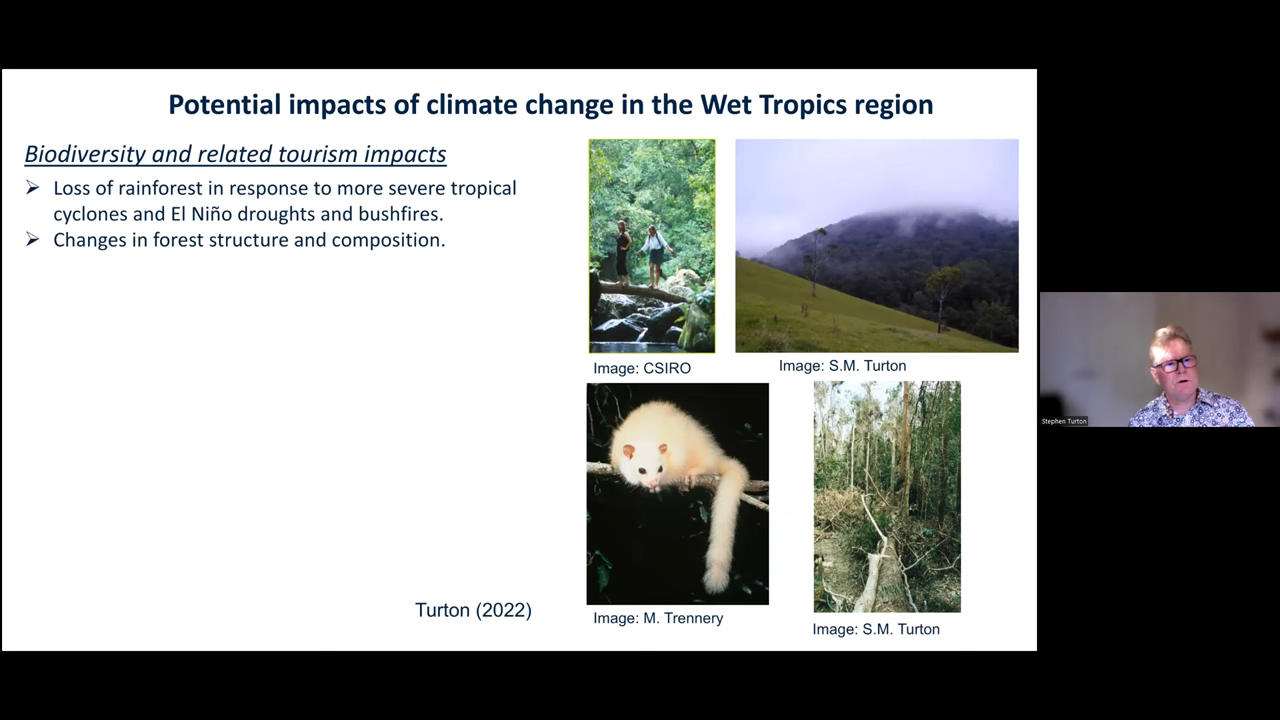 Potential impacts of climate change in the Wet Tropics region
Biodiversity and related tourism impacts
➢ Loss of rainforest in response to more severe tropical
cyclones and El Niño droughts and bushfires.
➢ Changes in forest structure and composition.
Image: CSIRO
Image: S.M. Turton
Image: M. Trennery
Image: S.M. Turton
Turton (2022)
Stephen Turton